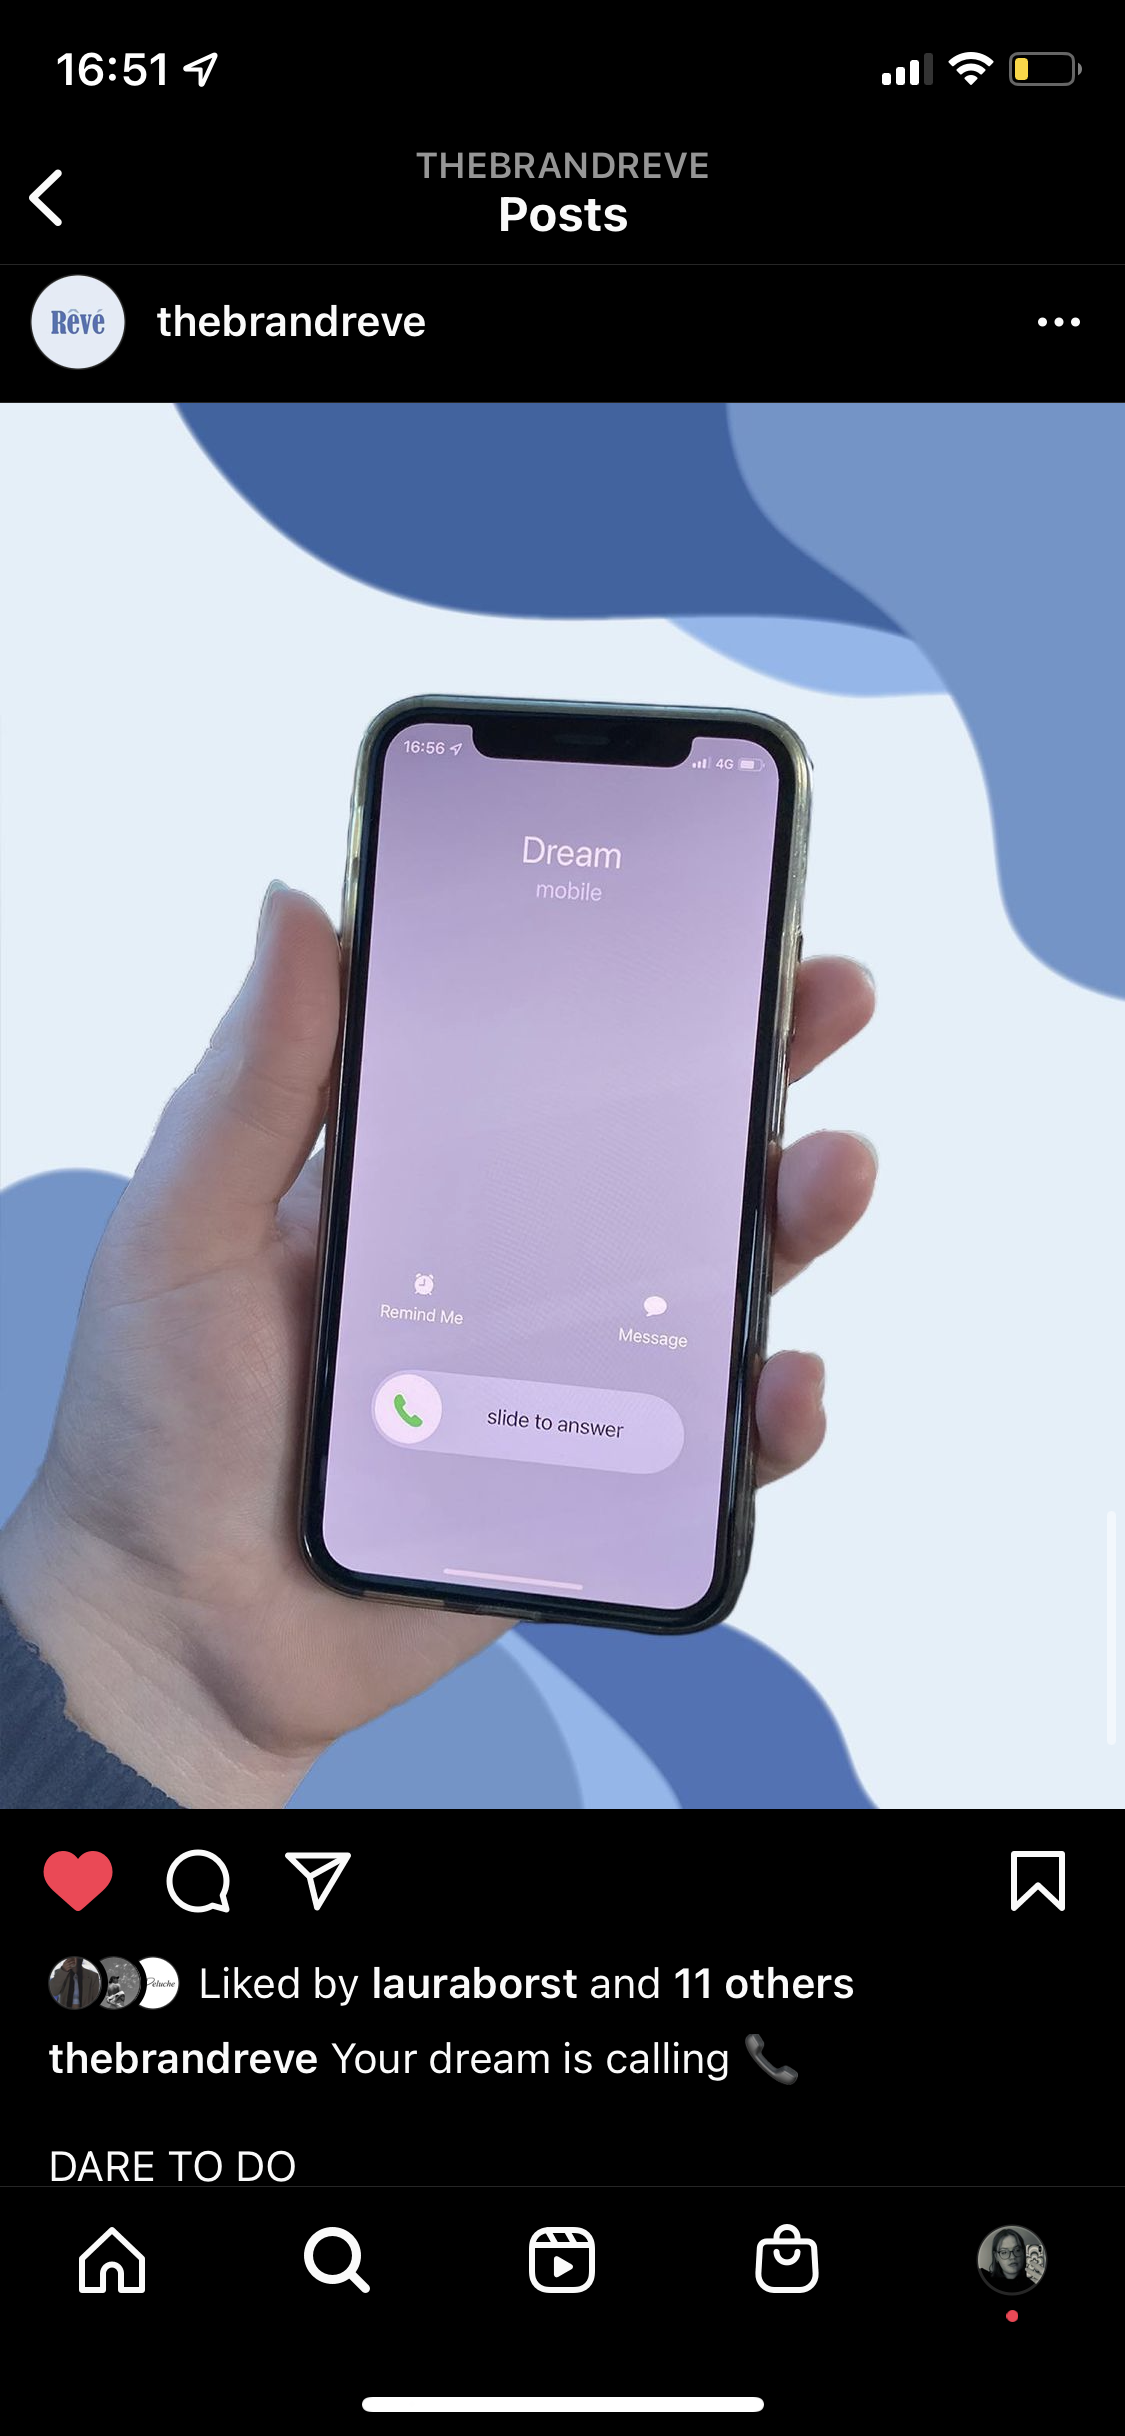 16:51
THEBRANDREVE
Posts
Rêvé
thebrandreve
16:56
4G
Dream
mobile
Remind Me
Message
slide to answer
Peluche
Liked by lauraborst and 11 others
thebrandreve Your dream is calling 📞
DARE TO DO